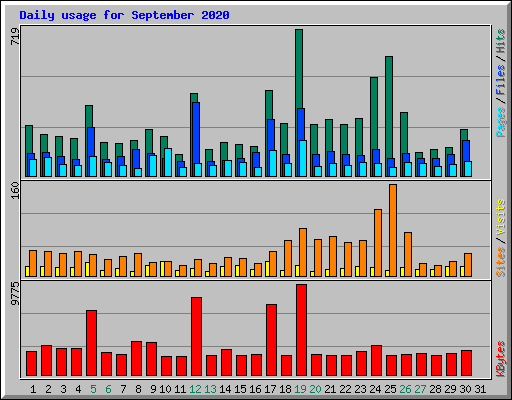 Daily usage for September 2020
719
Pages / Files / Hits
160
Sites / Visits
9775
KBytes
1 2 3 4 5 6 7 8 9 10 11 12 13 14 15 16 17 18 19 20 21 22 23 24 25 26 27 28 29 30 31